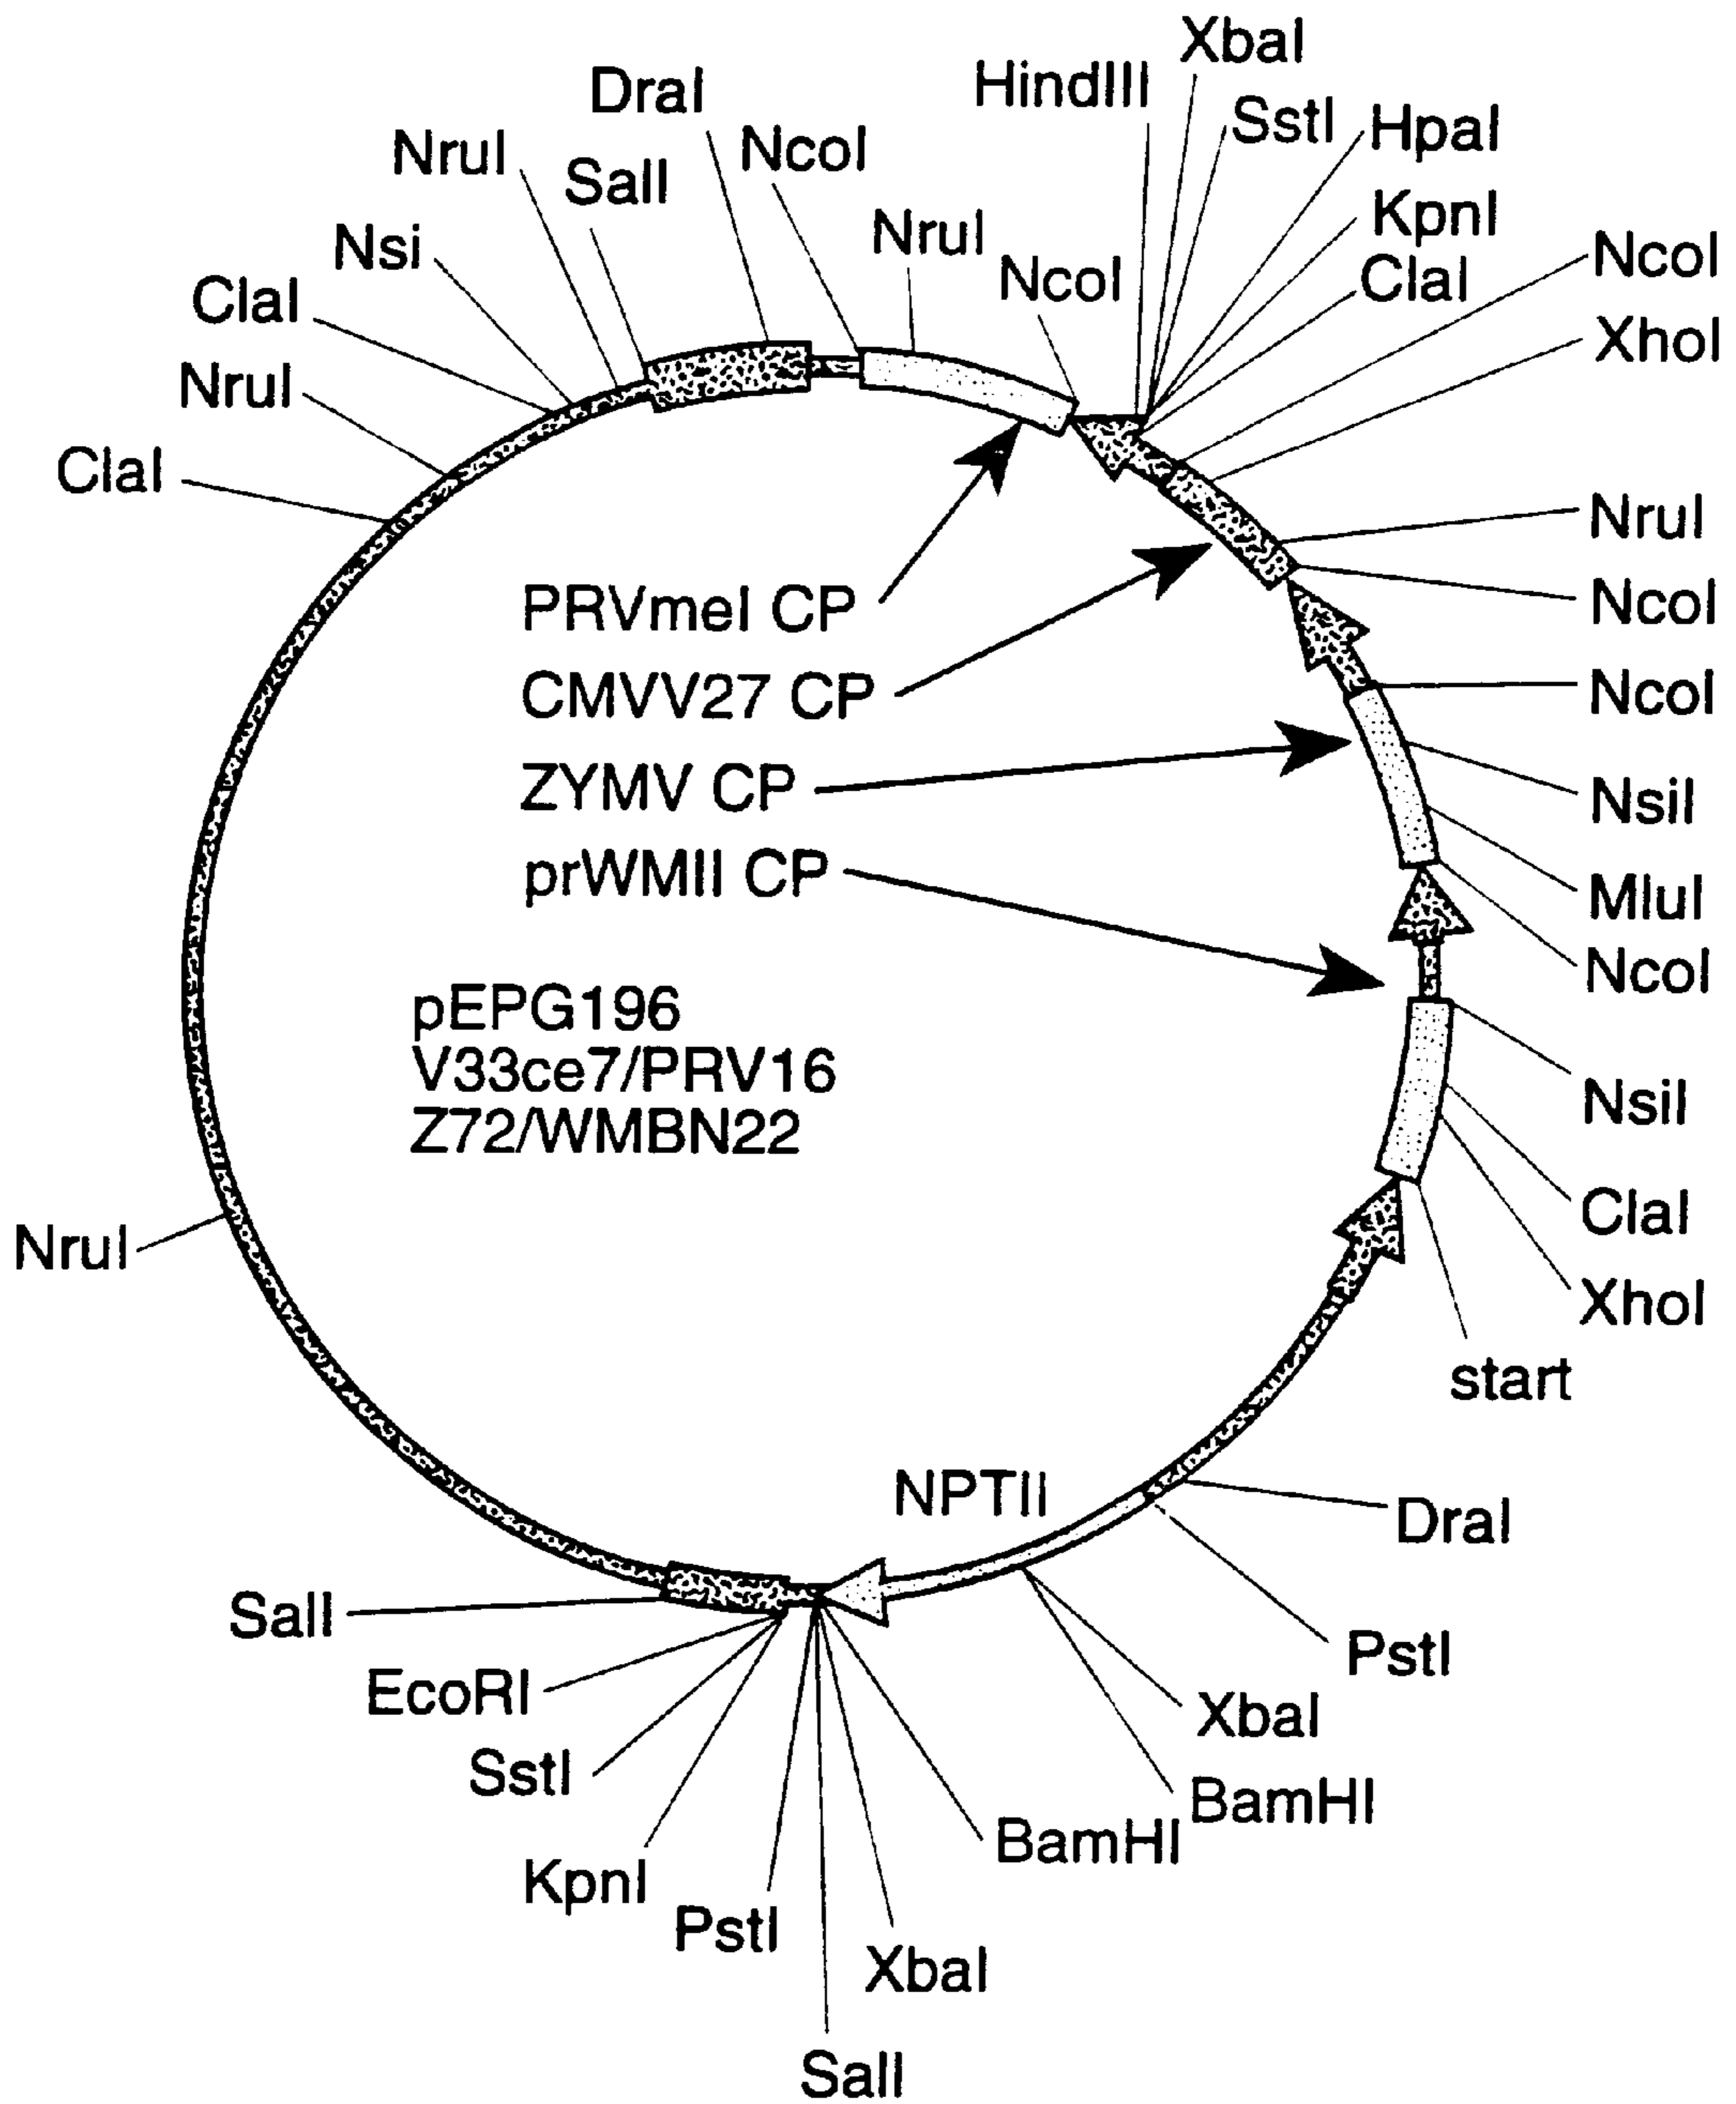 XbaI
HindIII
DraI
SstI
HpaI
NcoI
NruI
SalI
KpnI
NruI
Nsi
NcoI
NcoI
ClaI
ClaI
XhoI
NruI
ClaI
NruI
PRVmel CP
NcoI
CMVV27 CP
NcoI
ZYMV CP
NsiI
prWMII CP
MluI
NcoI
pEPG196
V33ce7/PRV16
Z72/WMBN22
NsiI
ClaI
NruI
XhoI
start
NPTII
DraI
SalI
PstI
EcoRI
XbaI
SstI
BamHI
BamHI
KpnI
PstI
XbaI
SalI